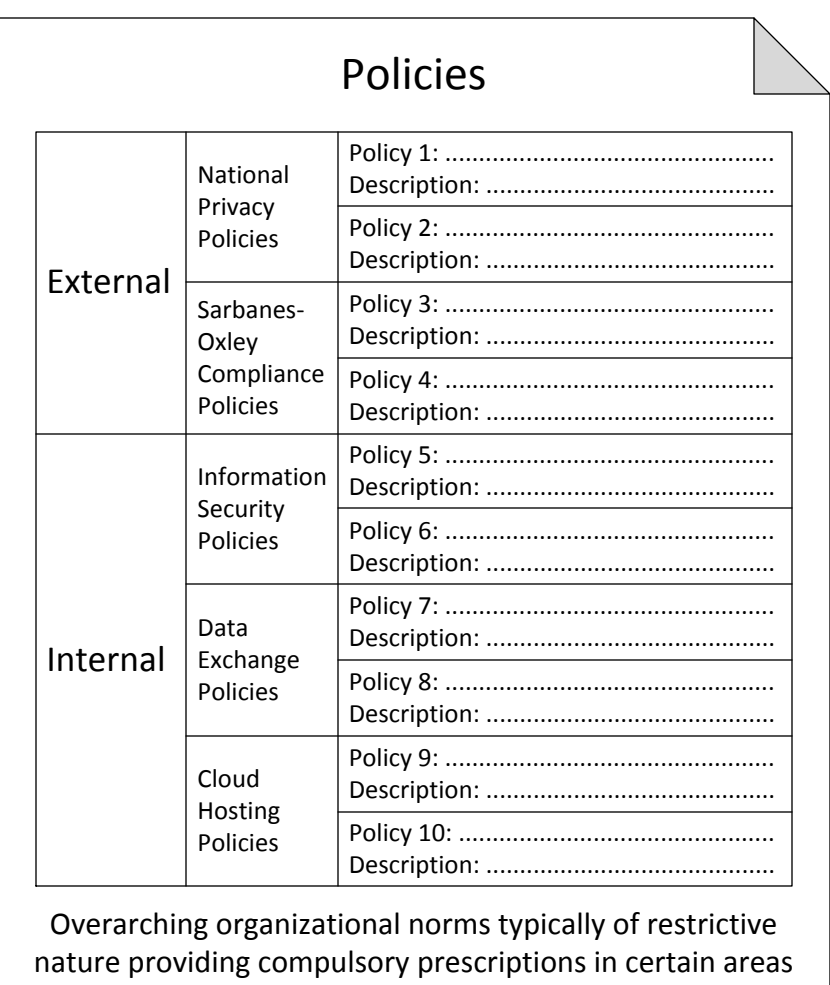 Policies
External
National
Privacy
Policies
Policy 1: .................................................
Description: ...........................................
Policy 2: .................................................
Description: ...........................................
Sarbanes-
Oxley
Compliance
Policies
Policy 3: .................................................
Description: ...........................................
Policy 4: .................................................
Description: ...........................................
Internal
Information
Security
Policies
Policy 5: .................................................
Description: ...........................................
Policy 6: .................................................
Description: ...........................................
Data
Exchange
Policies
Policy 7: .................................................
Description: ...........................................
Policy 8: .................................................
Description: ...........................................
Cloud
Hosting
Policies
Policy 9: .................................................
Description: ...........................................
Policy 10: ...............................................
Description: ...........................................
Overarching organizational norms typically of restrictive
nature providing compulsory prescriptions in certain areas